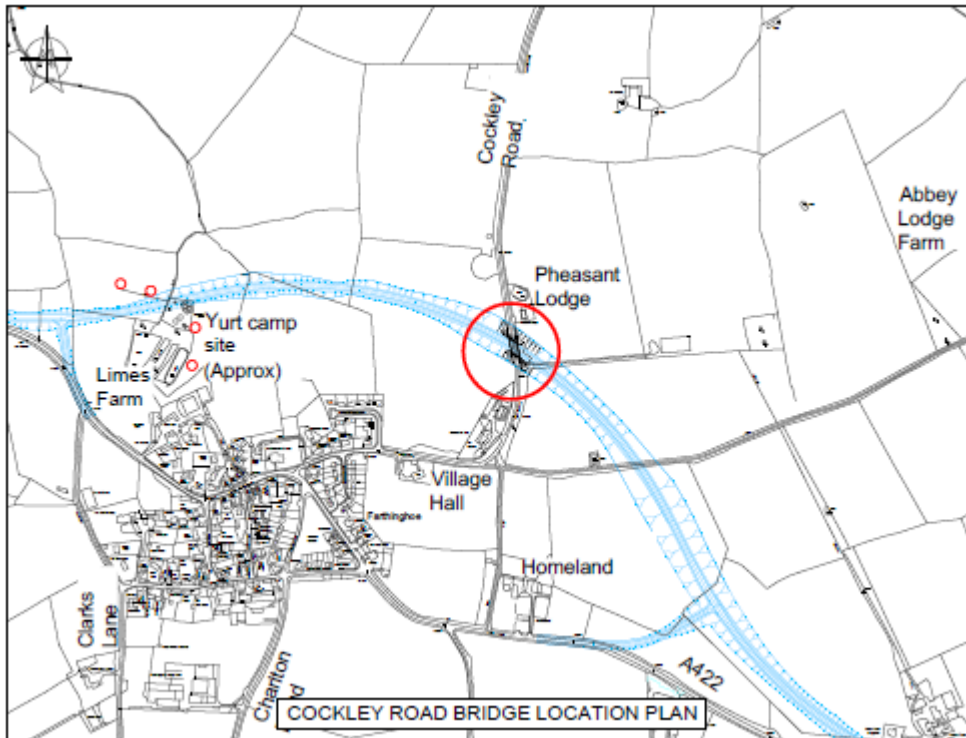 Cockley
Road
Abbey
Lodge
Farm
Pheasant
Lodge
Yurt camp
site
(Approx)
Limes
Farm
Village
Hall
Farthinghoe
Homeland
Clarks
Lane
Charlton
A422
COCKLEY ROAD BRIDGE LOCATION PLAN